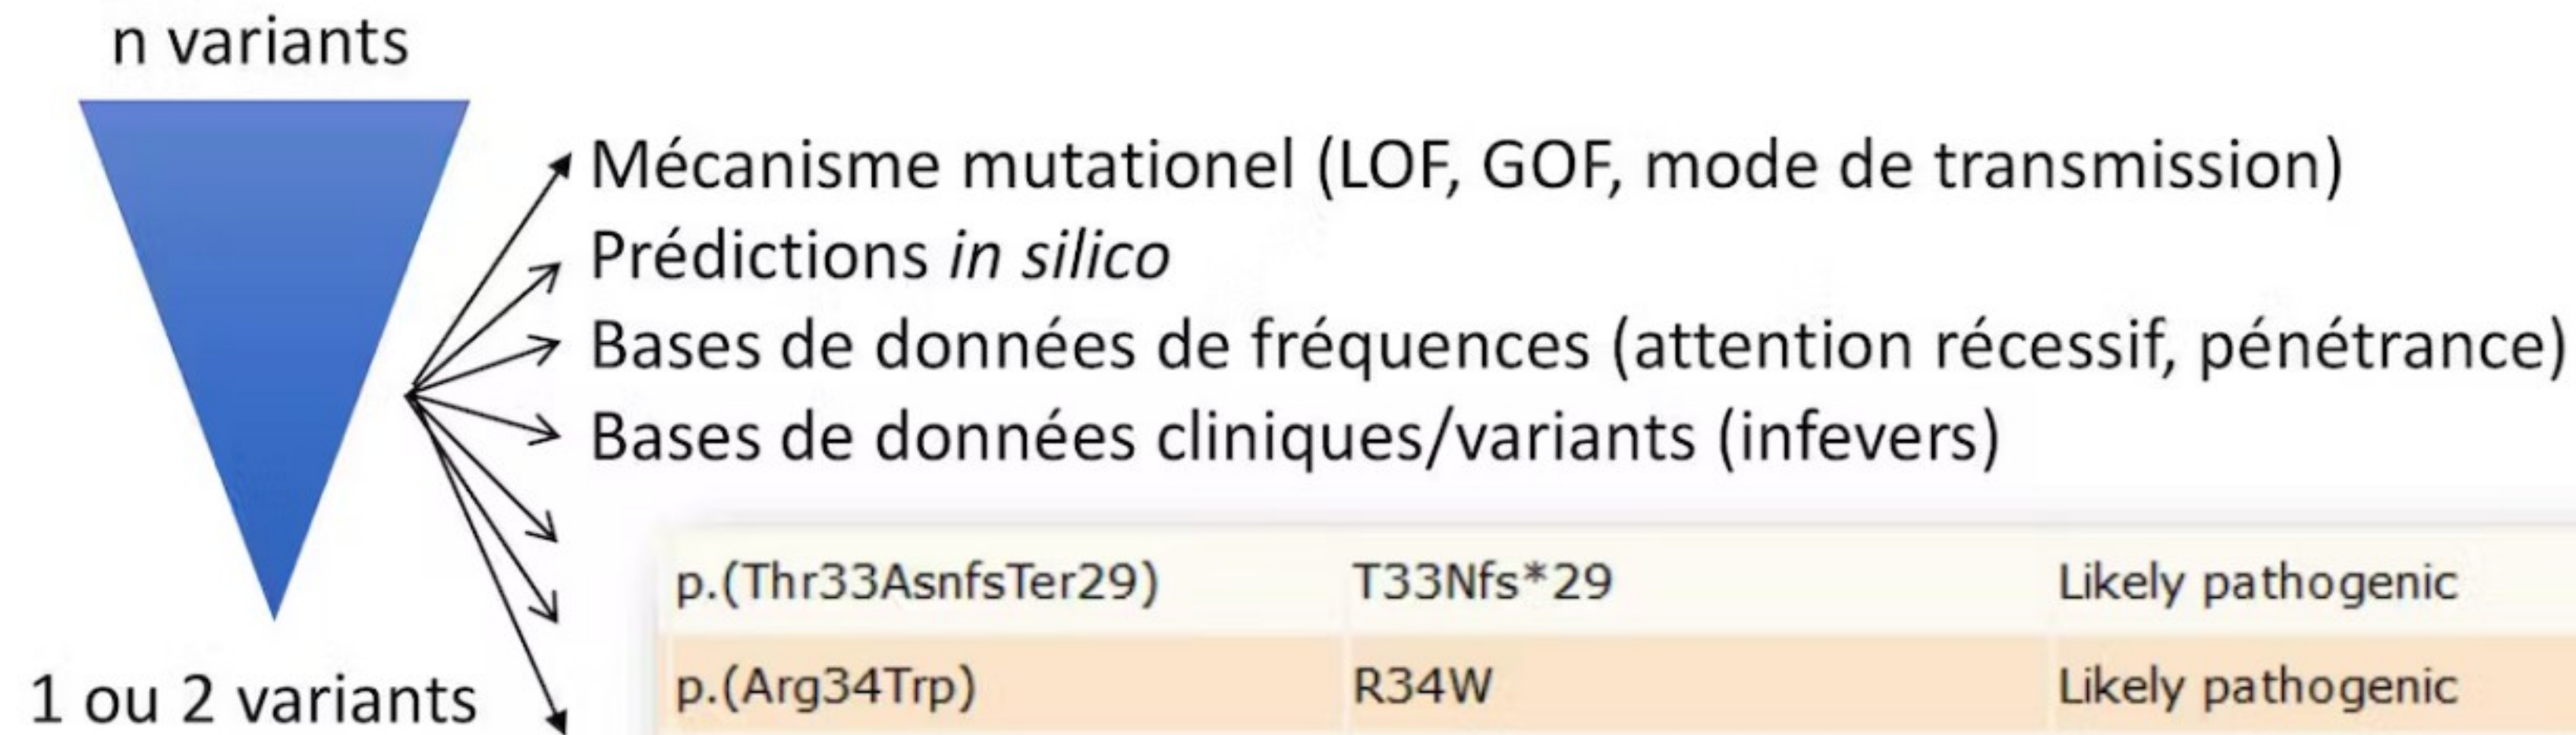 n variants
Mécanisme mutationel (LOF, GOF, mode de transmission)
Prédictions in silico
Bases de données de fréquences (attention récessif, pénétrance)
Bases de données cliniques/variants (infevers)
p.(Thr33AsnfsTer29) T33Nfs*29 Likely pathogenic
p.(Arg34Trp) R34W Likely pathogenic
1 ou 2 variants